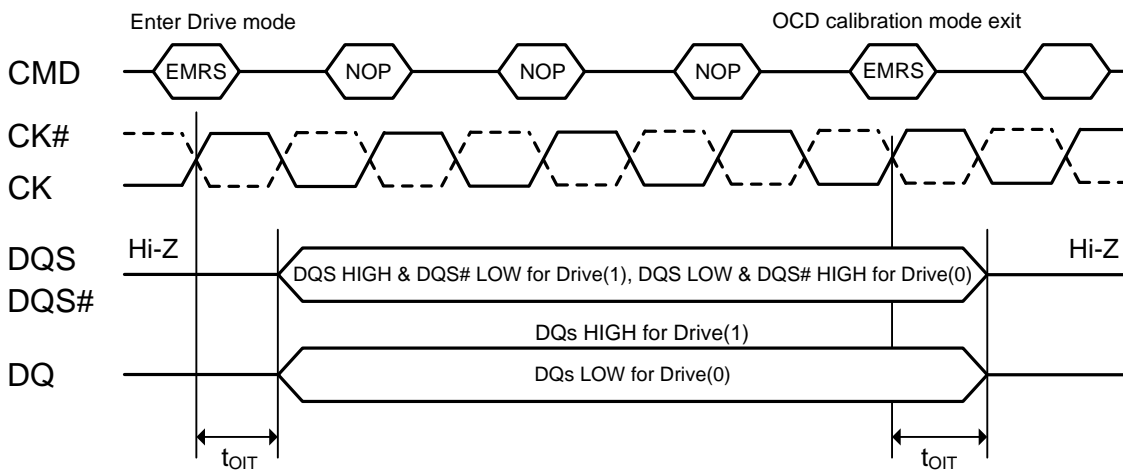 Enter Drive mode
OCD calibration mode exit
CMD
EMRS
NOP
NOP
NOP
EMRS
CK#
CK
Hi-Z
Hi-Z
DQS
DQS#
DQS HIGH & DQS# LOW for Drive(1), DQS LOW & DQS# HIGH for Drive(0)
DQs HIGH for Drive(1)
DQ
DQs LOW for Drive(0)
tOIT
tOIT